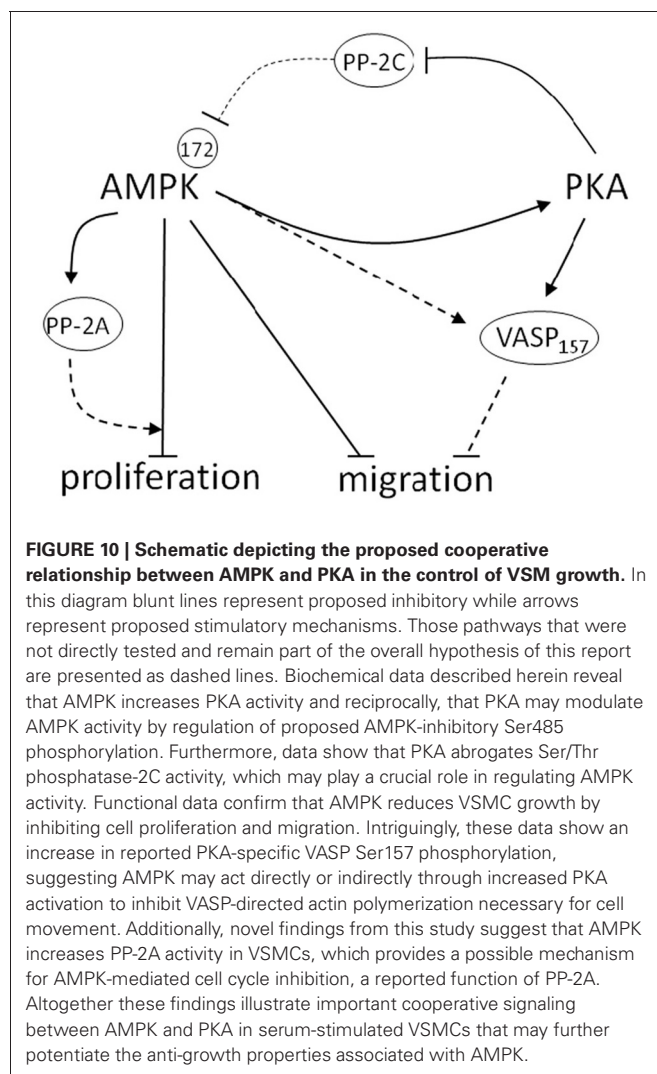 PP-2C
172
AMPK
PKA
PP-2A
VASP157
proliferation
migration
FIGURE 10 | Schematic depicting the proposed cooperative
relationship between AMPK and PKA in the control of VSM growth. In
this diagram blunt lines represent proposed inhibitory while arrows
represent proposed stimulatory mechanisms. Those pathways that were
not directly tested and remain part of the overall hypothesis of this report
are presented as dashed lines. Biochemical data described herein reveal
that AMPK increases PKA activity and reciprocally, that PKA may modulate
AMPK activity by regulation of proposed AMPK-inhibitory Ser485
phosphorylation. Furthermore, data show that PKA abrogates Ser/Thr
phosphatase-2C activity, which may play a crucial role in regulating AMPK
activity. Functional data confirm that AMPK reduces VSMC growth by
inhibiting cell proliferation and migration. Intriguingly, these data show an
increase in reported PKA-specific VASP Ser157 phosphorylation,
suggesting AMPK may act directly or indirectly through increased PKA
activation to inhibit VASP-directed actin polymerization necessary for cell
movement. Additionally, novel findings from this study suggest that AMPK
increases PP-2A activity in VSMCs, which provides a possible mechanism
for AMPK-mediated cell cycle inhibition, a reported function of PP-2A.
Altogether these findings illustrate important cooperative signaling
between AMPK and PKA in serum-stimulated VSMCs that may further
potentiate the anti-growth properties associated with AMPK.